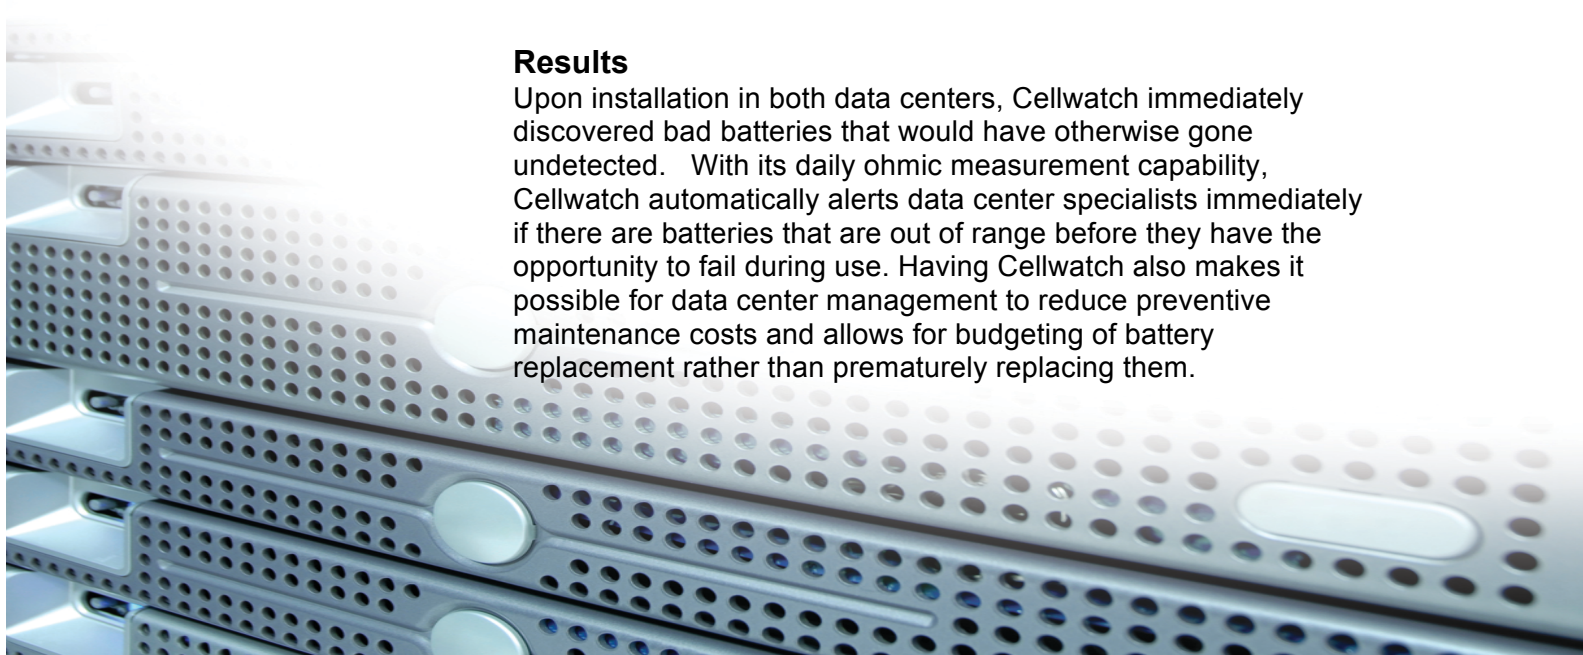 Results
Upon installation in both data centers, Cellwatch immediately
discovered bad batteries that would have otherwise gone
undetected.   With its daily ohmic measurement capability,
Cellwatch automatically alerts data center specialists immediately
if there are batteries that are out of range before they have the
opportunity to fail during use. Having Cellwatch also makes it
possible for data center management to reduce preventive
maintenance costs and allows for budgeting of battery
replacement rather than prematurely replacing them.